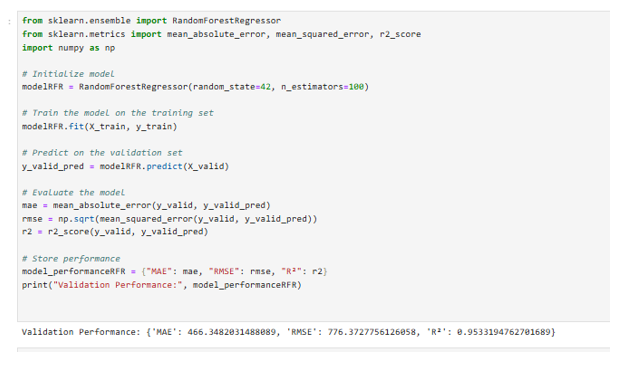 from sklearn.ensemble import RandomForestRegressor
from sklearn.metrics import mean_absolute_error, mean_squared_error, r2_score
import numpy as np
# Initialize model
modelRFR = RandomForestRegressor(random_state=42, n_estimators=100)
# Train the model on the training set
modelRFR.fit(X_train, y_train)
# Predict on the validation set
y_valid_pred = modelRFR.predict(X_valid)
# Evaluate the model
mae = mean_absolute_error(y_valid, y_valid_pred)
rmse = np.sqrt(mean_squared_error(y_valid, y_valid_pred))
r2 = r2_score(y_valid, y_valid_pred)
# Store performance
model_performanceRFR = {"MAE": mae, "RMSE": rmse, "R²": r2}
print("Validation Performance:", model_performanceRFR)
Validation Performance: {'MAE': 466.3482031488089, 'RMSE': 776.3727756126058, 'R²': 0.9533194762701689}